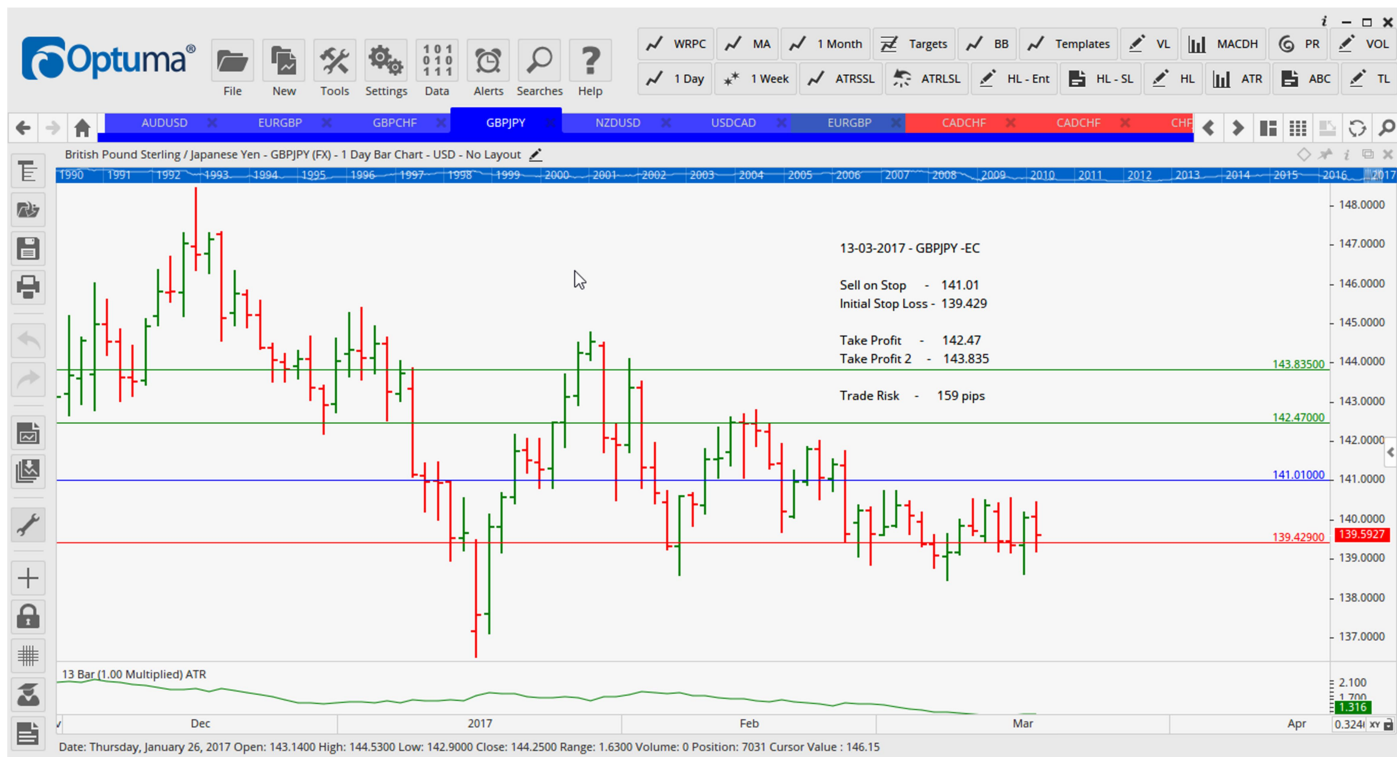 Optuma®
File
New
Tools
Settings
101 010 111
Data
Alerts
Searches
? Help
i
WRPC MA 1 Month Targets BB Templates VL MACDH PR VOL
1 Day 1 Week ATRSSL ATRLSL HL - Ent HL - SL HL ATR ABC TL
AUDUSD EURGBP GBPCHF GBPJPY NZDUSD USDCAD EURGBP CADCHF CADCHF CHF
British Pound Sterling / Japanese Yen - GBPJPY (FX) - 1 Day Bar Chart - USD - No Layout
1990 1991 1992 1993 1994 1995 1996 1997 1998 1999 2000 2001 2002 2003 2004 2005 2006 2007 2008 2009 2010 2011 2012 2013 2014 2015 2016 2017
13-03-2017 - GBPJPY -EC
Sell on Stop - 141.01
Initial Stop Loss - 139.429
Take Profit - 142.47
Take Profit 2 - 143.835
Trade Risk - 159 pips
143.83500
142.47000
141.01000
139.42900
148.0000
147.0000
146.0000
145.0000
144.0000
143.0000
142.0000
141.0000
140.0000
139.5927
139.0000
138.0000
137.0000
13 Bar (1.00 Multiplied) ATR
2.100
1.700
1.316
Dec 2017 Feb Mar Apr
XY
Date: Thursday, January 26, 2017 Open: 143.1400 High: 144.5300 Low: 142.9000 Close: 144.2500 Range: 1.6300 Volume: 0 Position: 7031 Cursor Value : 146.15